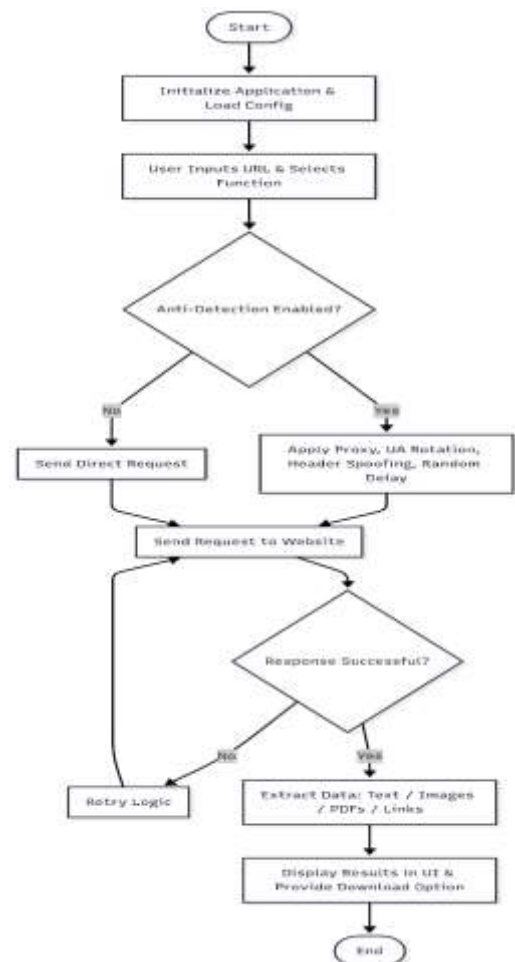 Start
Initialize Application &
Load Config
User Inputs URL & Selects
Function
Anti-Detection Enabled?
No
Yes
Send Direct Request
Apply Proxy, UA Rotation,
Header Spoofing, Random
Delay
Send Request to Website
Response Successful?
No
Yes
Retry Logic
Extract Data: Text / Images
/ PDFs / Links
Display Results in UI &
Provide Download Option
End